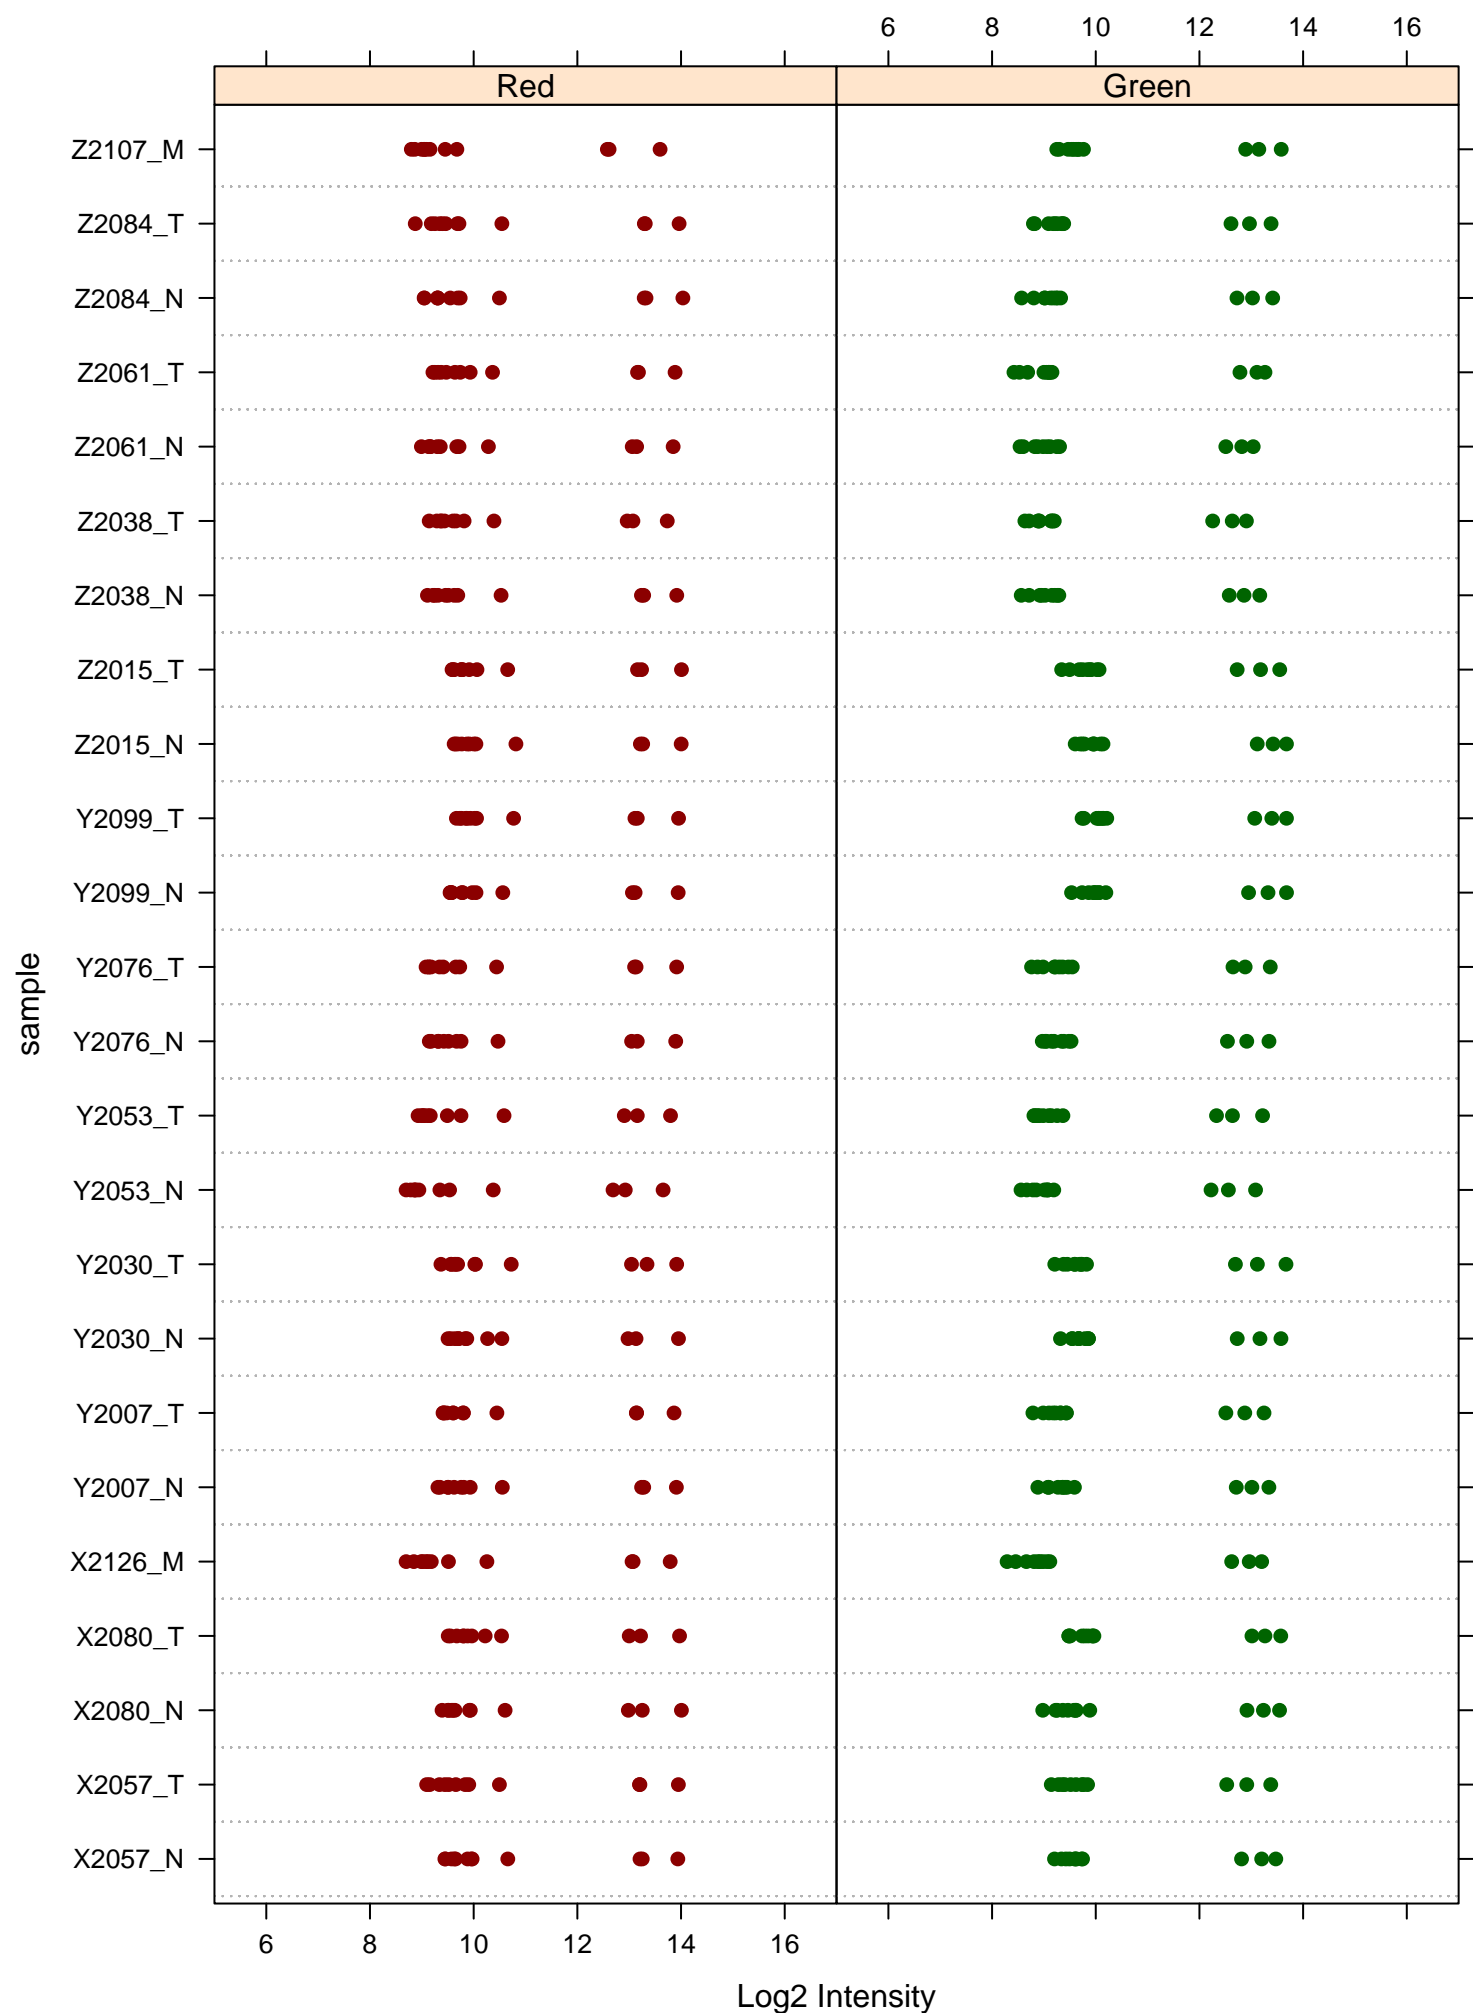 6 8 10 12 14 16
Red Green
Z2107_M
Z2084_T
Z2084_N
Z2061_T
Z2061_N
Z2038_T
Z2038_N
Z2015_T
Z2015_N
Y2099_T
Y2099_N
Y2076_T
Y2076_N
Y2053_T
Y2053_N
Y2030_T
Y2030_N
Y2007_T
Y2007_N
X2126_M
X2080_T
X2080_N
X2057_T
X2057_N
sample
6 8 10 12 14 16
Log2 Intensity